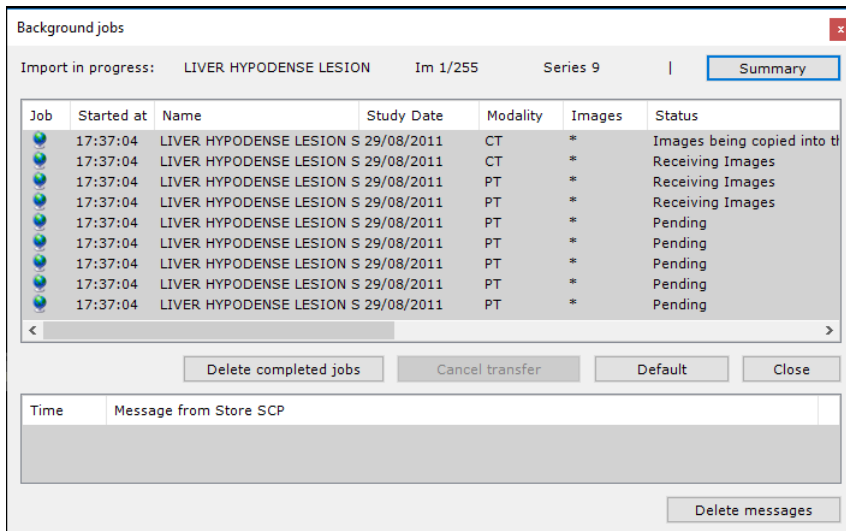 Background jobs
x
Import in progress: LIVER HYPODENSE LESION Im 1/255 Series 9 | Summary
Job Started at Name Study Date Modality Images Status
17:37:04 LIVER HYPODENSE LESION S 29/08/2011 CT * Images being copied into th
17:37:04 LIVER HYPODENSE LESION S 29/08/2011 CT * Receiving Images
17:37:04 LIVER HYPODENSE LESION S 29/08/2011 PT * Receiving Images
17:37:04 LIVER HYPODENSE LESION S 29/08/2011 PT * Receiving Images
17:37:04 LIVER HYPODENSE LESION S 29/08/2011 PT * Pending
17:37:04 LIVER HYPODENSE LESION S 29/08/2011 PT * Pending
17:37:04 LIVER HYPODENSE LESION S 29/08/2011 PT * Pending
17:37:04 LIVER HYPODENSE LESION S 29/08/2011 PT * Pending
17:37:04 LIVER HYPODENSE LESION S 29/08/2011 PT * Pending
Delete completed jobs Cancel transfer Default Close
Time Message from Store SCP
Delete messages